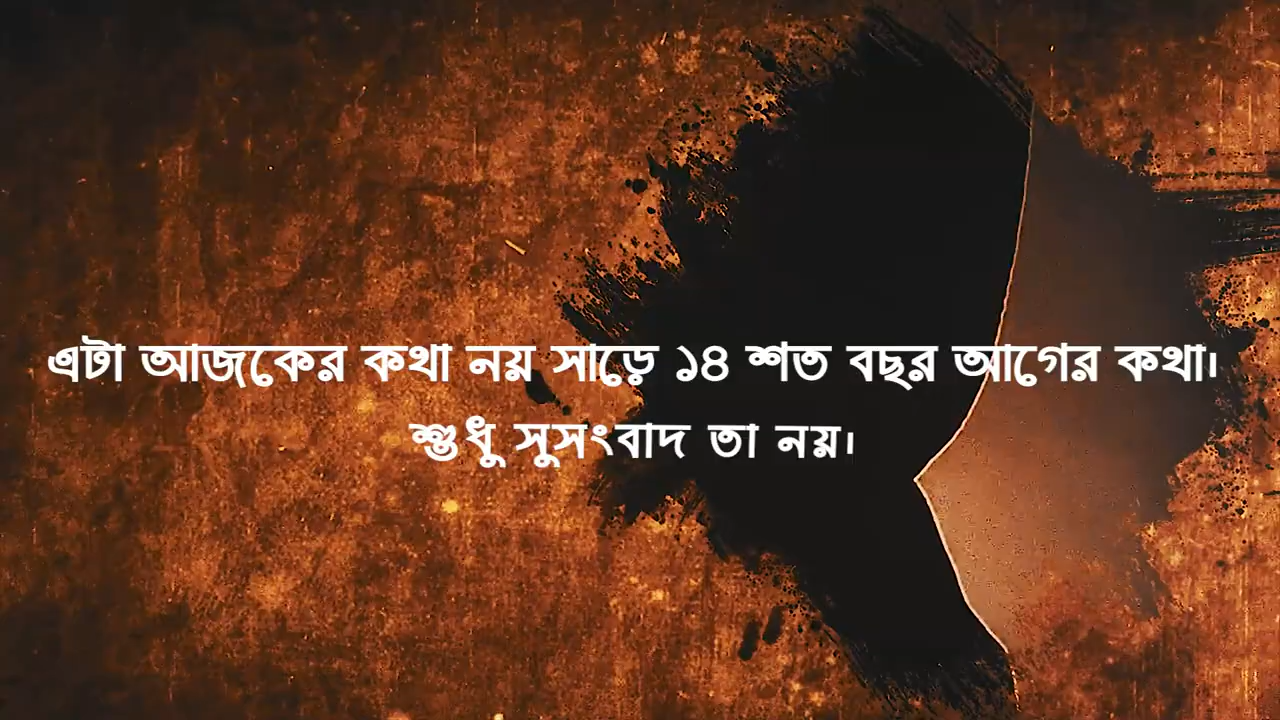 এটা আজকের কথা নয় সাড়ে ১৪ শত বছর আগের কথা।
শুধু সুসংবাদ তা নয়।